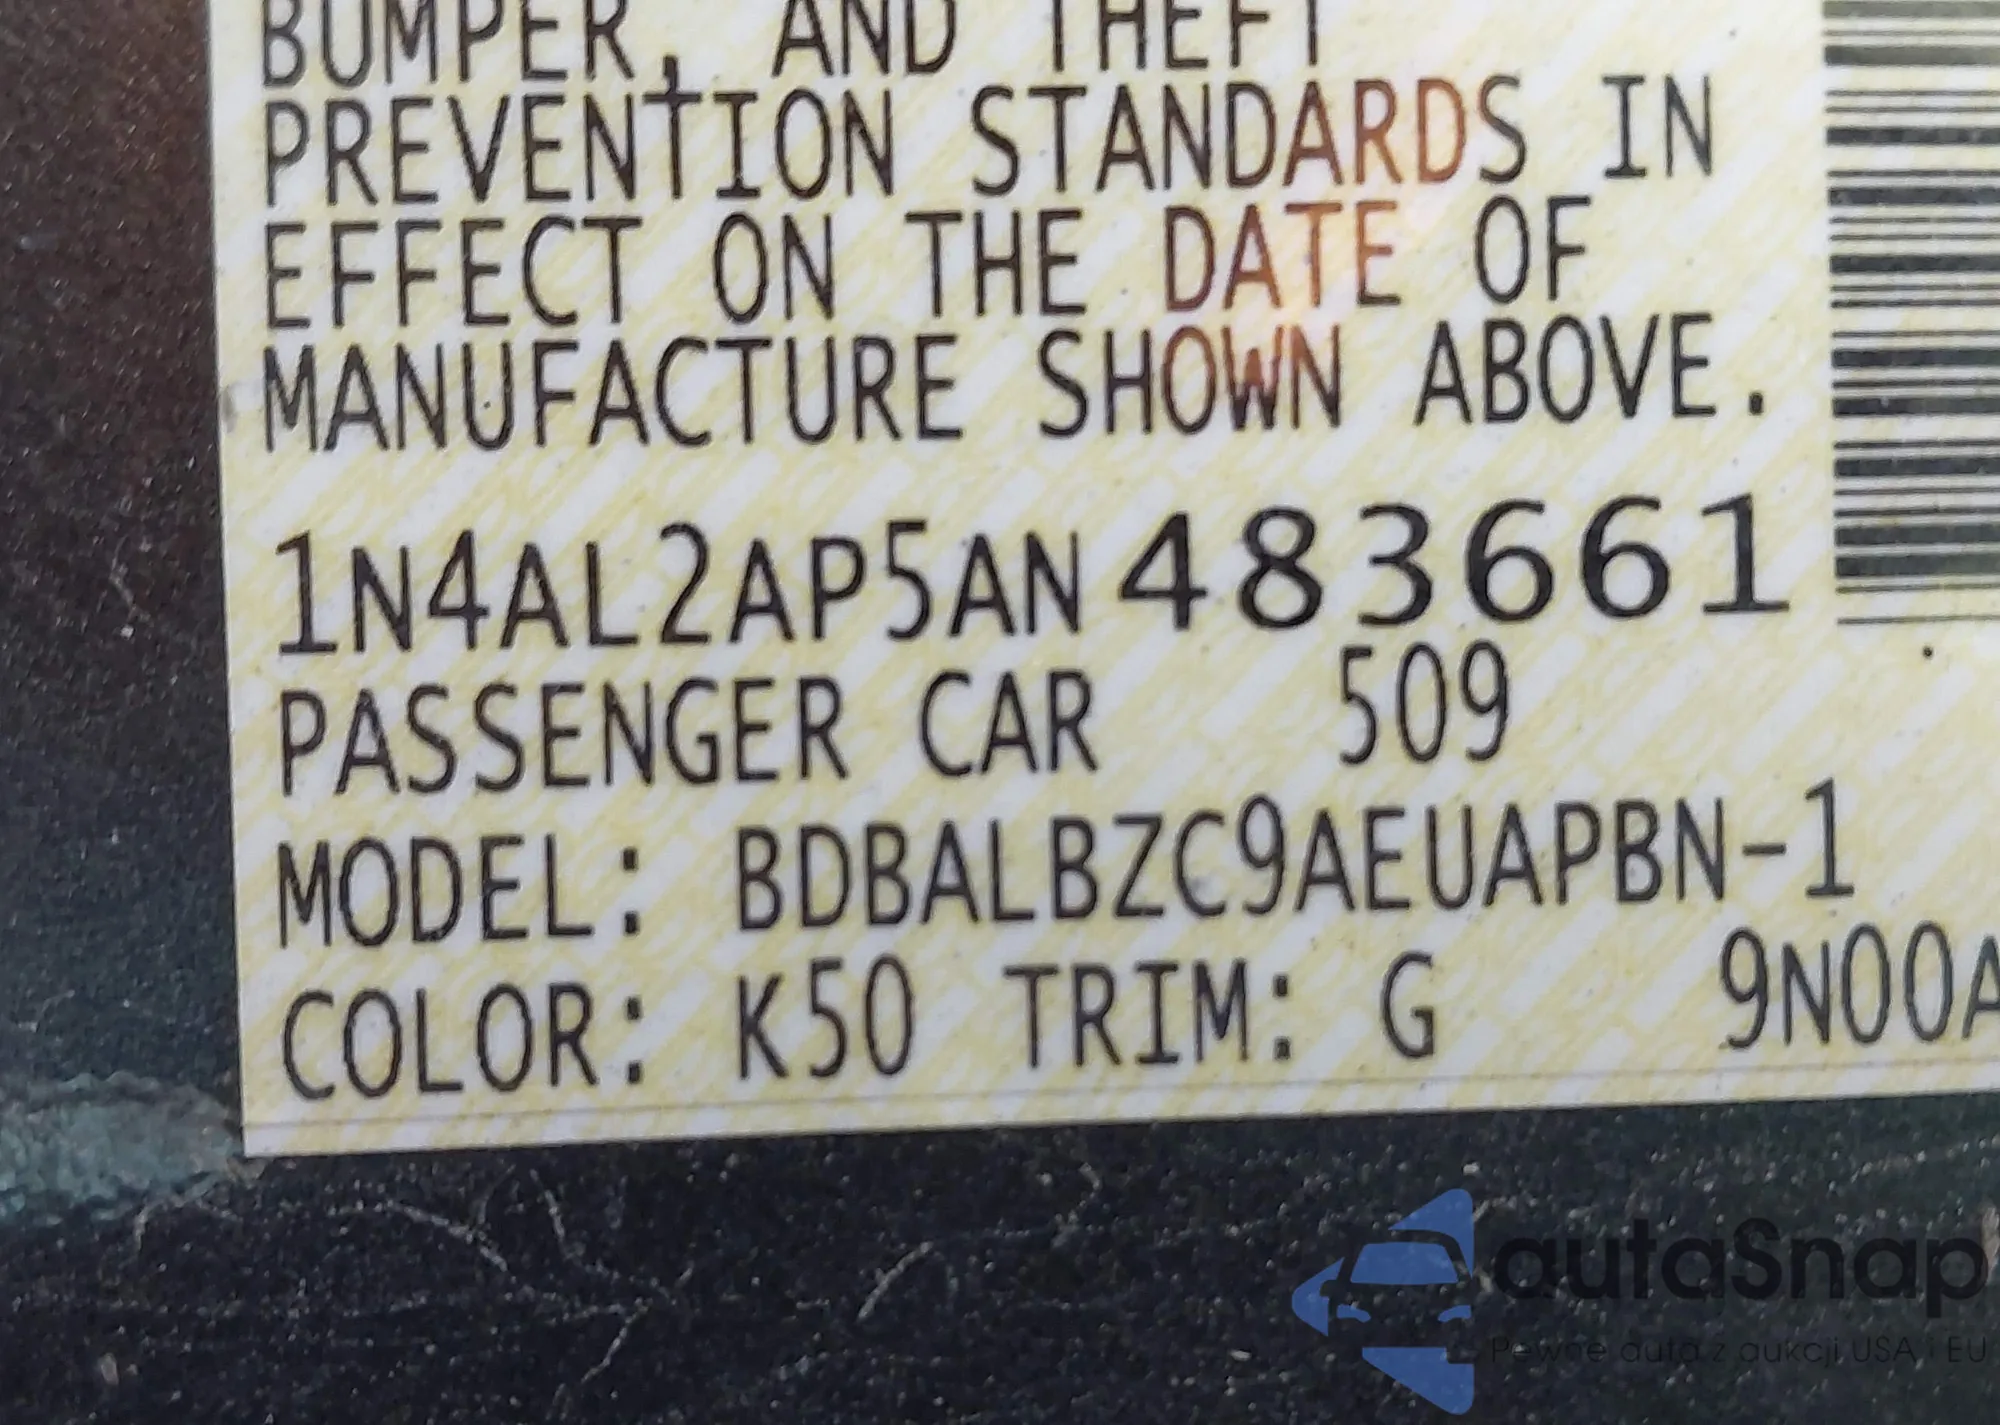 BUMPER, AND THEFT
PREVENTION STANDARDS IN
EFFECT ON THE DATE OF
MANUFACTURE SHOWN ABOVE.
1N4AL2AP5AN483661
PASSENGER CAR 509
MODEL: BDBALBZC9AEUAPBN-1
COLOR: K50 TRIM: G 9N00A
autaSnap
Pewne auta z aukcji USA i EU